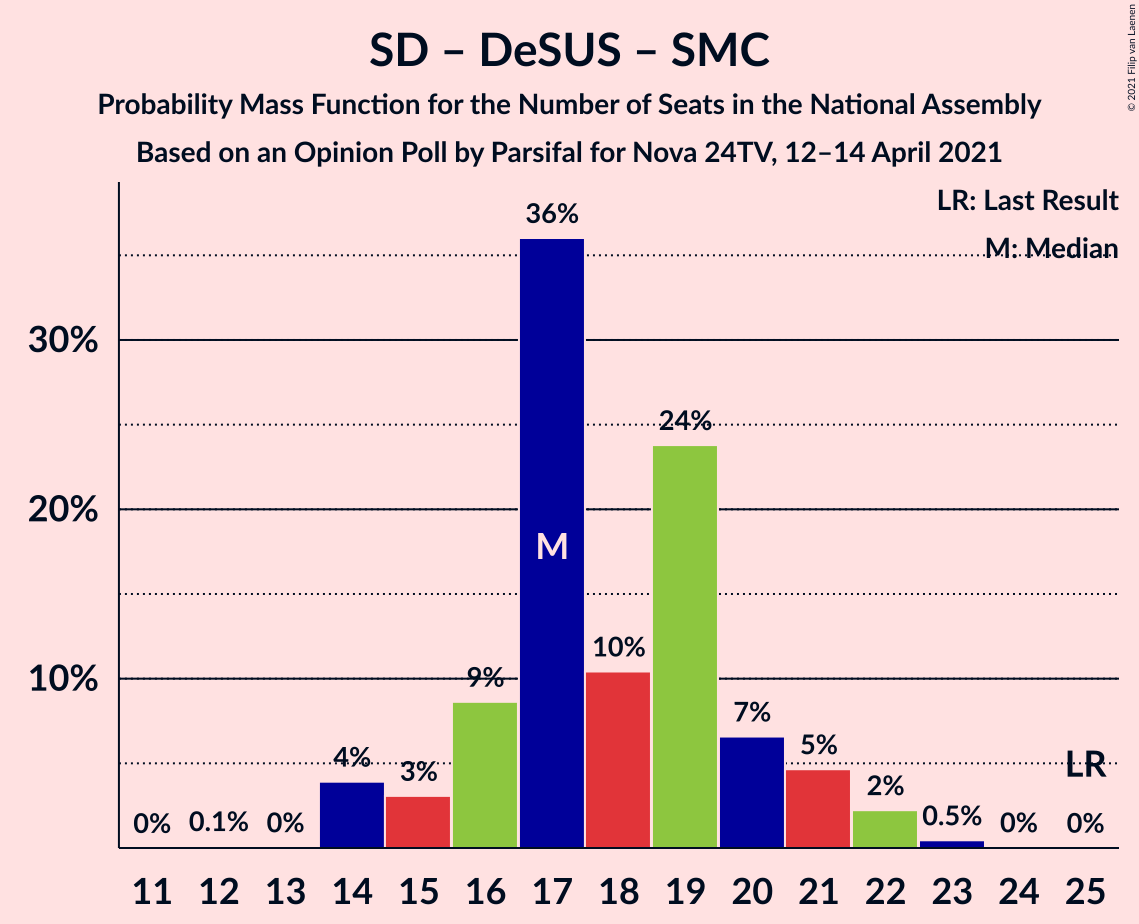 SD – DeSUS – SMC
Probability Mass Function for the Number of Seats in the National Assembly
Based on an Opinion Poll by Parsifal for Nova 24TV, 12–14 April 2021
© 2021 Filip van Laenen
LR: Last Result
M: Median
30%
20%
10%
0%
0.1%
0%
4%
3%
9%
36%
M
10%
24%
7%
5%
2%
0.5%
0%
LR
0%
11 12 13 14 15 16 17 18 19 20 21 22 23 24 25